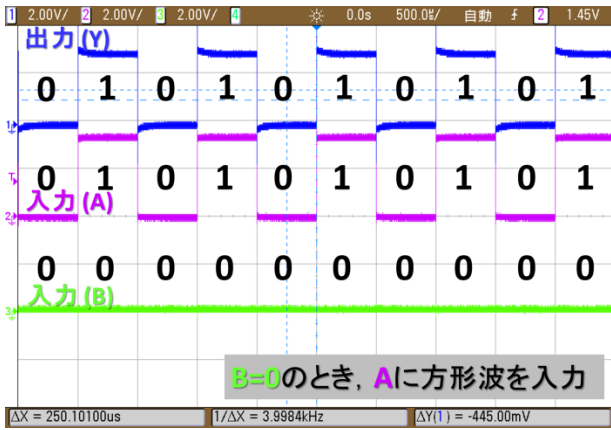 1 2.00V/ 2 2.00V/ 3 2.00V/ 4 0.0s 500.0㎲/ 自動 2 1.45V
出力(Y)
0 1 0 1 0 1 0 1 0 1
1
T
0 1 0 1 0 1 0 1 0 1
入力(A)
2
0 0 0 0 0 0 0 0 0 0
入力(B)
3
B=0のとき, Aに方形波を入力
ΔX = 250.10100us 1/ΔX = 3.9984kHz ΔY(1) = -445.00mV